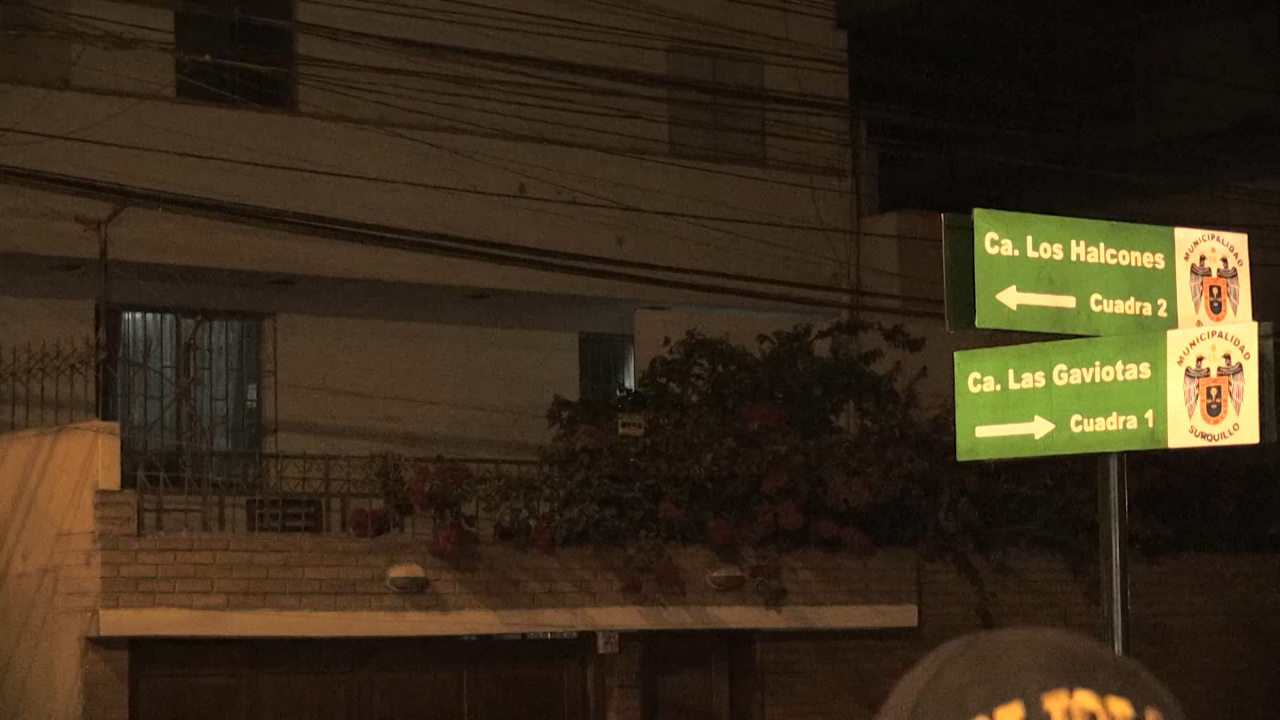 Ca. Los Halcones
Cuadra 2
MUNICIPALIDAD
Ca. Las Gaviotas
Cuadra 1
MUNICIPALIDAD
SURQUILLO